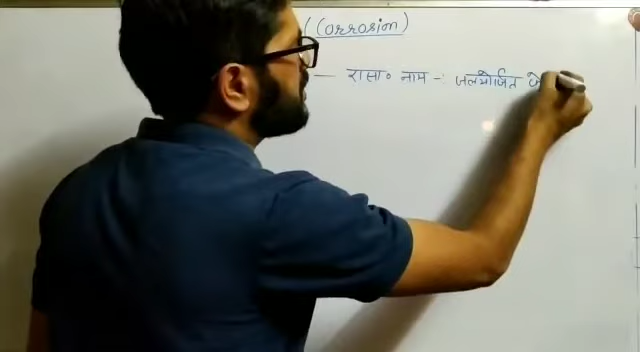 (Corrosion)
— रासा० नाम -: जलयोजित